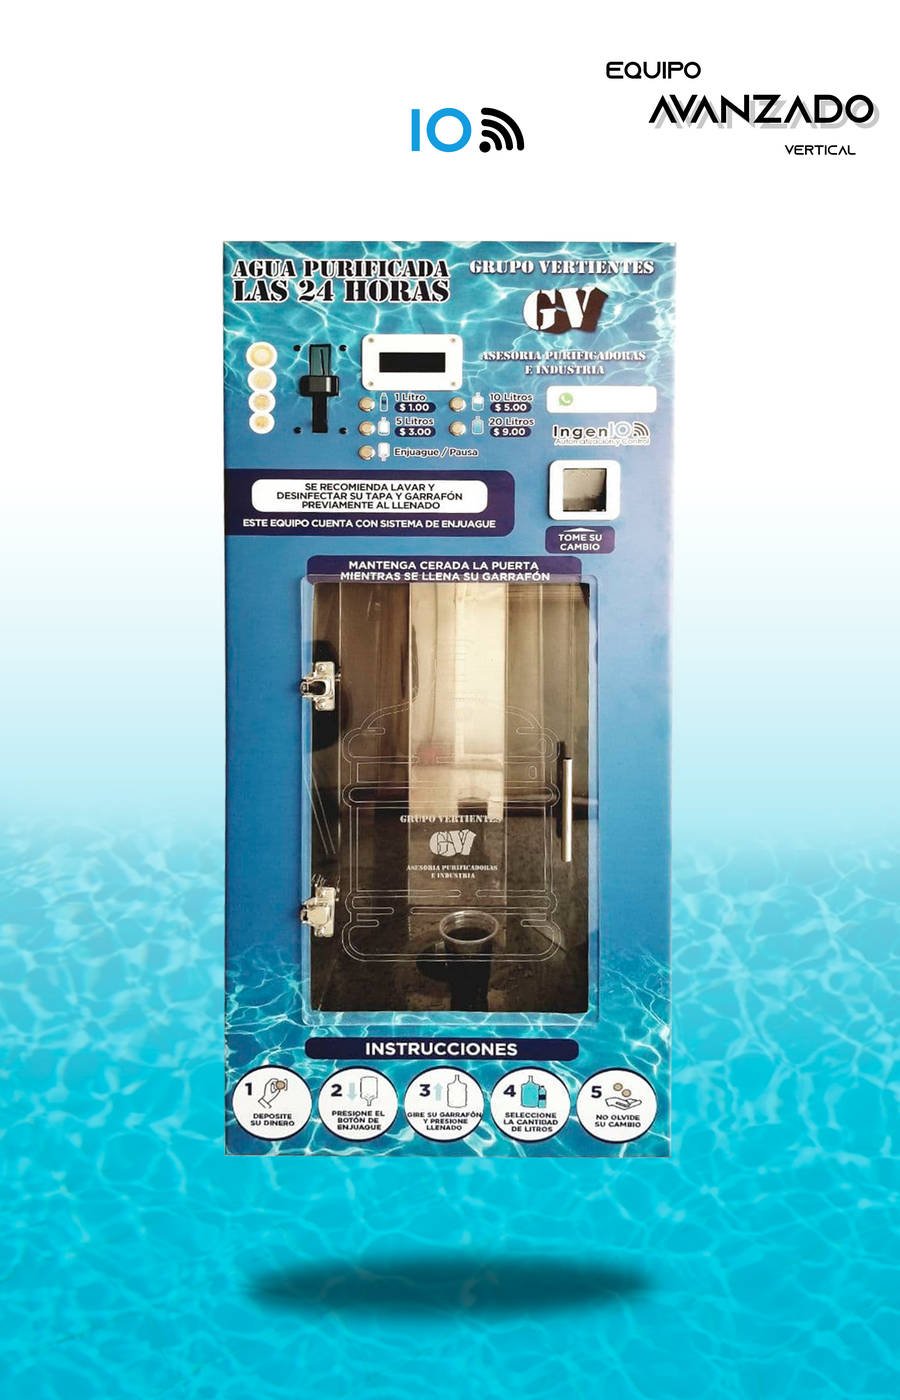 EQUIPO
AVANZADO
VERTICAL
IO
AGUA PURIFICADA
LAS 24 HORAS
GRUPO VERTIENTES
GV
ASESORIA PURIFICADORAS
E INDUSTRIA
1 Litro
$ 1.00
10 Litros
$ 5.00
5 Litros
$ 3.00
20 Litros
$ 9.00
Enjuague / Pausa
IngenIO
Automatización y Control
SE RECOMIENDA LAVAR Y
DESINFECTAR SU TAPA Y GARRAFÓN
PREVIAMENTE AL LLENADO
ESTE EQUIPO CUENTA CON SISTEMA DE ENJUAGUE
TOME SU
CAMBIO
MANTENGA CERADA LA PUERTA
MIENTRAS SE LLENA SU GARRAFÓN
GRUPO VERTIENTES
GV
ASESORIA PURIFICADORAS
E INDUSTRIA
INSTRUCCIONES
1
DEPOSITE
SU DINERO
2
PRESIONE EL
BOTÓN DE
ENJUAGUE
3
GIRE SU GARRAFÓN
Y PRESIONE
LLENADO
4
SELECCIONE
LA CANTIDAD
DE LITROS
5
NO OLVIDE
SU CAMBIO